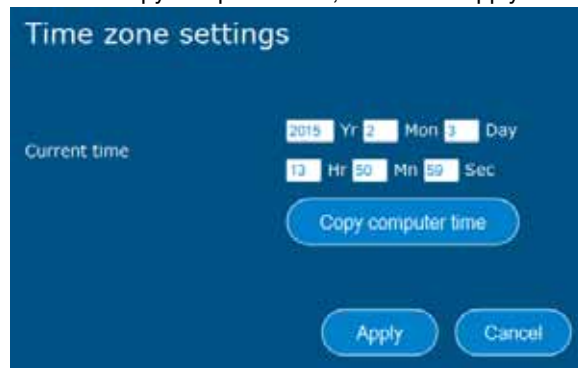 Time zone settings
2015 Yr 2 Mon 3 Day
Current time
13 Hr 50 Mn 59 Sec
Copy computer time
Apply Cancel